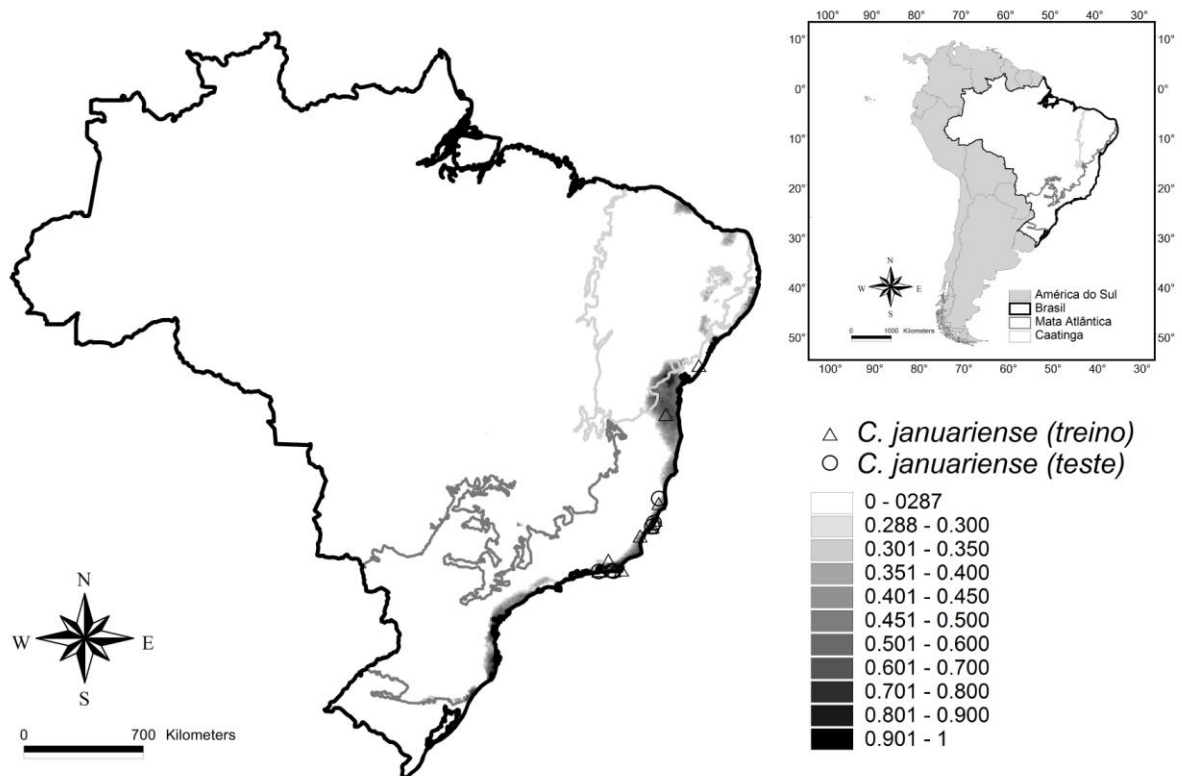 100° 90° 80° 70° 60° 50° 40° 30°
10° 10°
0° 0°
10° 10°
20° 20°
30° 30°
40° 40°
50° 50°
N
W E
S
0 1000 Kilometers
América do Sul
Brasil
Mata Atlântica
Caatinga
100° 90° 80° 70° 60° 50° 40° 30°
C. januariense (treino)
C. januariense (teste)
0 - 0287
0.288 - 0.300
0.301 - 0.350
0.351 - 0.400
0.401 - 0.450
0.451 - 0.500
0.501 - 0.600
0.601 - 0.700
0.701 - 0.800
0.801 - 0.900
0.901 - 1
N
W E
S
0 700 Kilometers